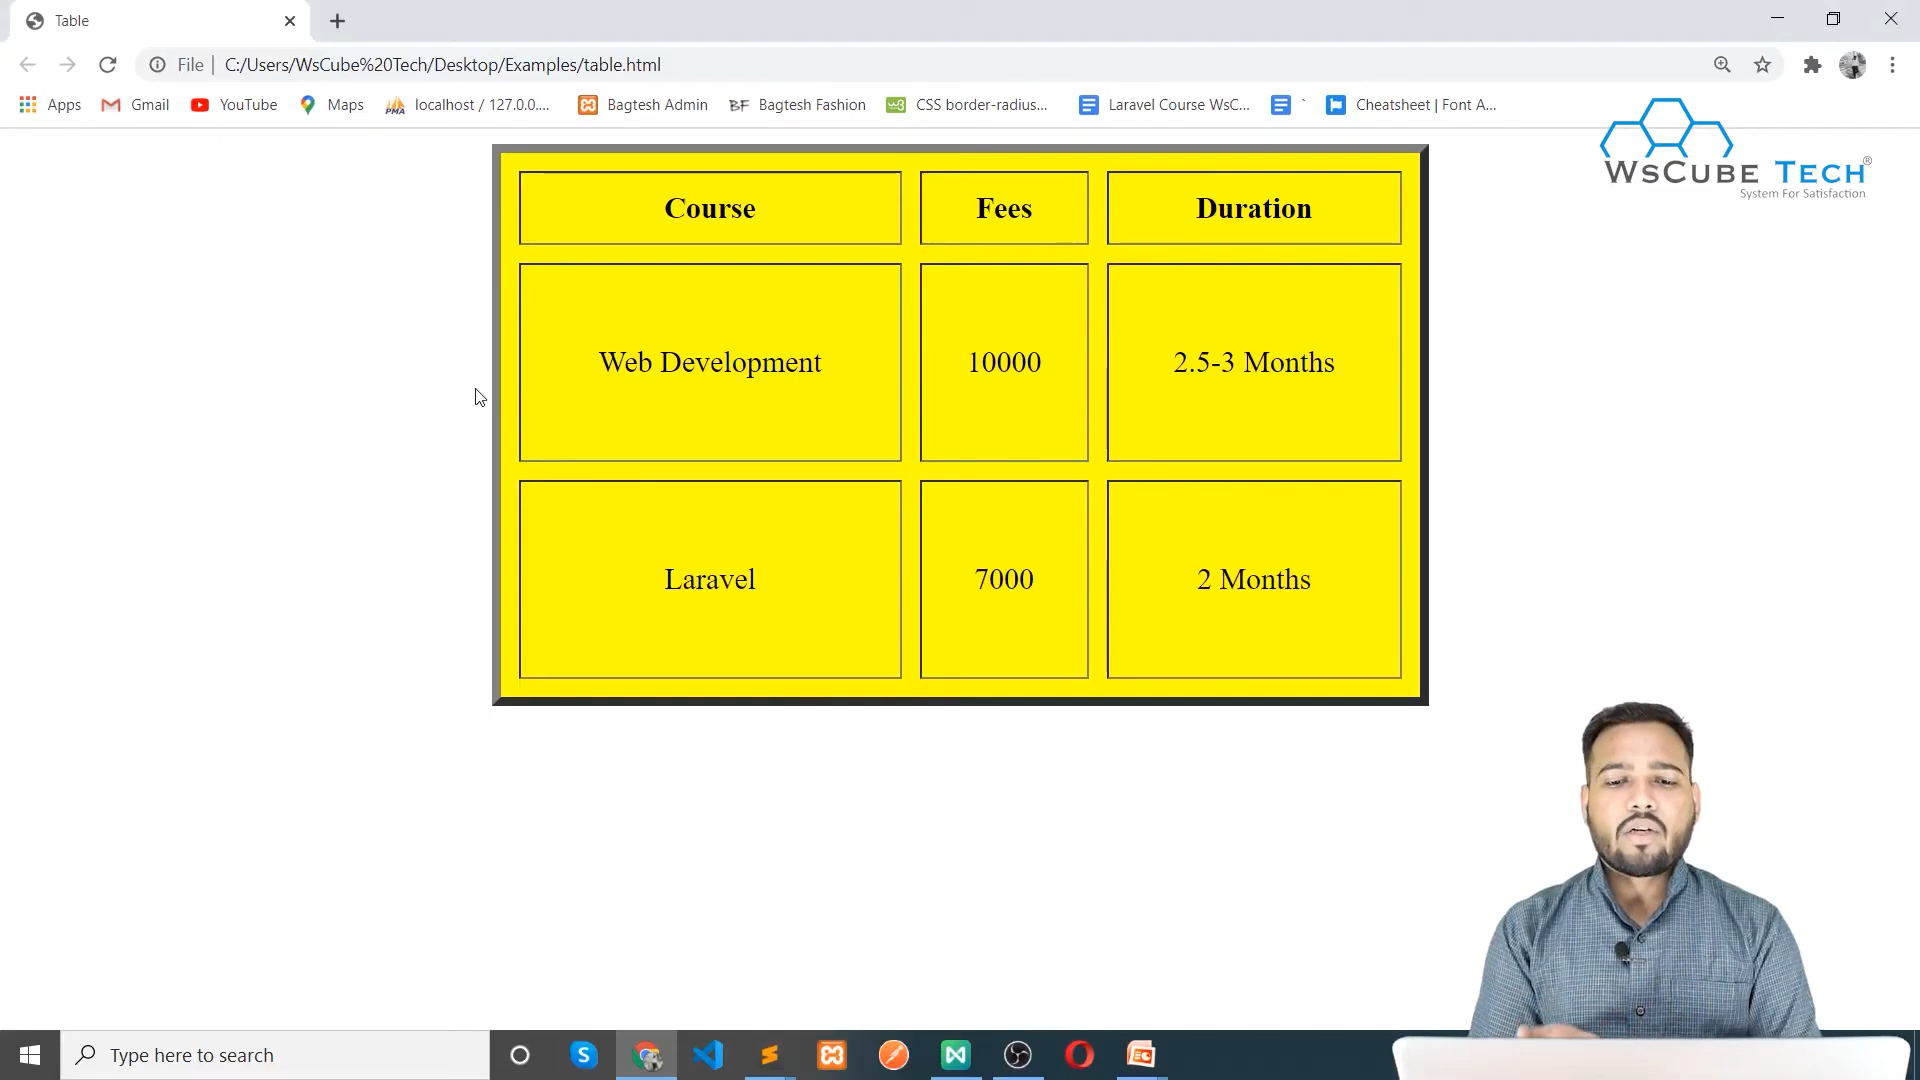 Table
File
C:/Users/WsCube%20Tech/Desktop/Examples/table.html
Apps Gmail YouTube Maps localhost / 127.0.0.... Bagtesh Admin BF Bagtesh Fashion CSS border-radius... Laravel Course WsC... ` Cheatsheet | Font A...
WsCube Tech®
System For Satisfaction
Course Fees Duration
Web Development 10000 2.5-3 Months
Laravel 7000 2 Months
Type here to search